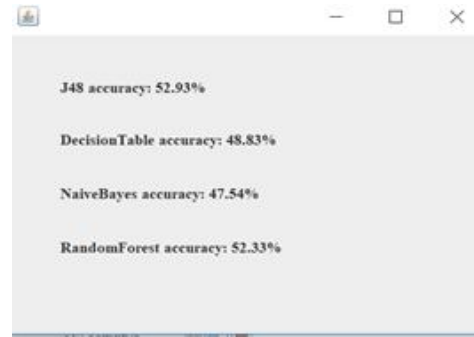 J48 accuracy: 52.93%
DecisionTable accuracy: 48.83%
NaiveBayes accuracy: 47.54%
RandomForest accuracy: 52.33%